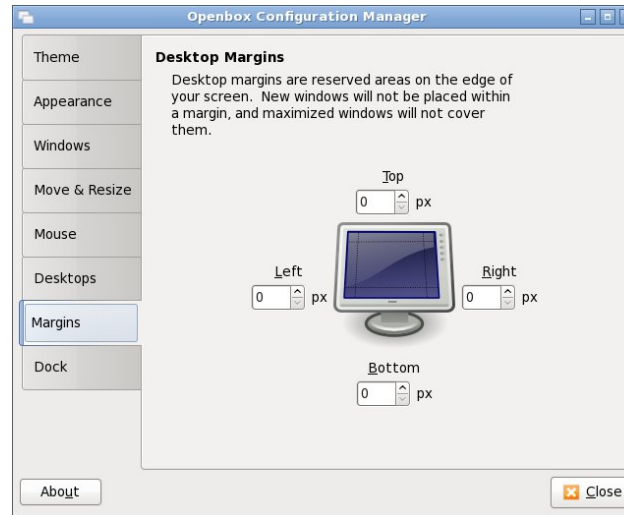 Openbox Configuration Manager
Theme
Appearance
Windows
Move & Resize
Mouse
Desktops
Margins
Dock
Desktop Margins
Desktop margins are reserved areas on the edge of
your screen. New windows will not be placed within
a margin, and maximized windows will not cover
them.
Top
0 px
Left
0 px
Right
0 px
Bottom
0 px
About
Close